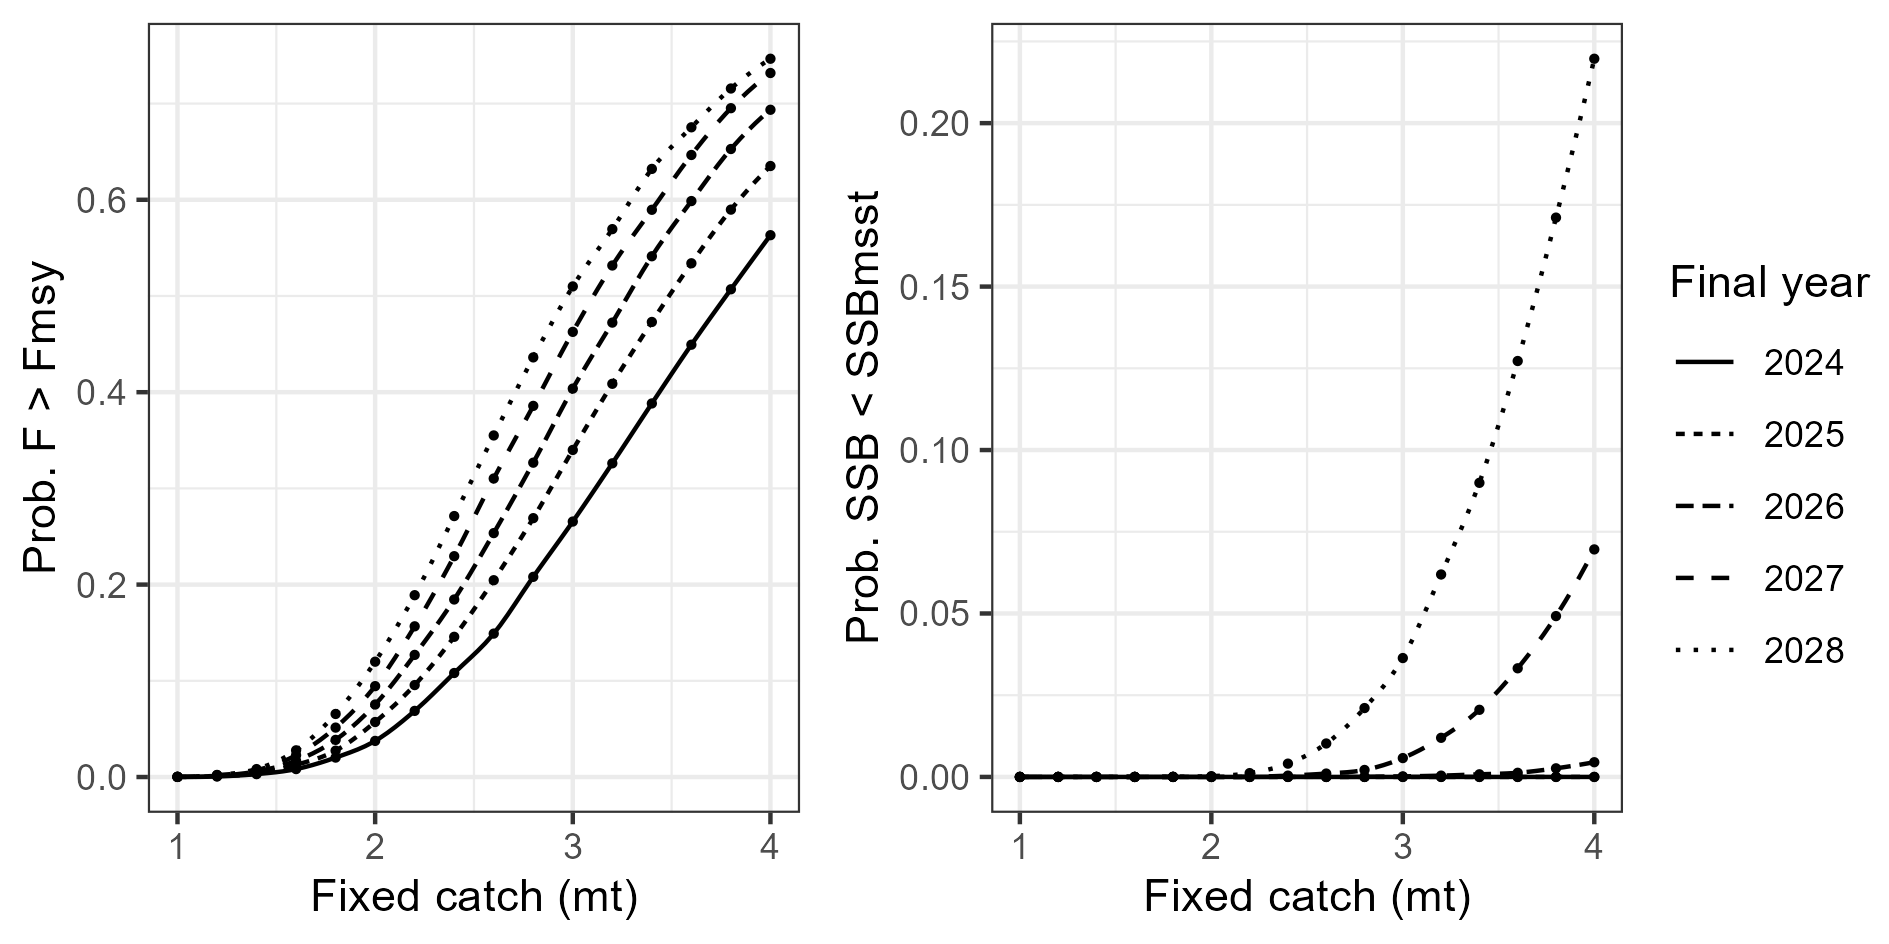 Prob. F > Fmsy
0.6
0.4
0.2
0.0
1 2 3 4
Fixed catch (mt)
Prob. SSB < SSBmsst
0.20
0.15
0.10
0.05
0.00
1 2 3 4
Fixed catch (mt)
Final year
2024
2025
2026
2027
2028